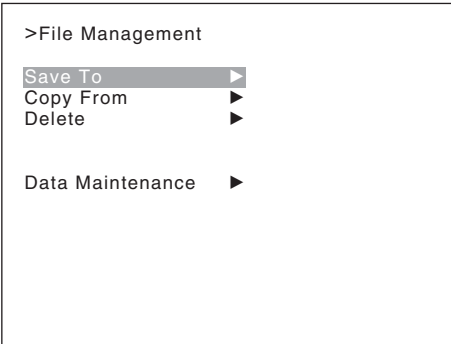 >File Management
Save To ▶
Copy From ▶
Delete ▶
Data Maintenance ▶